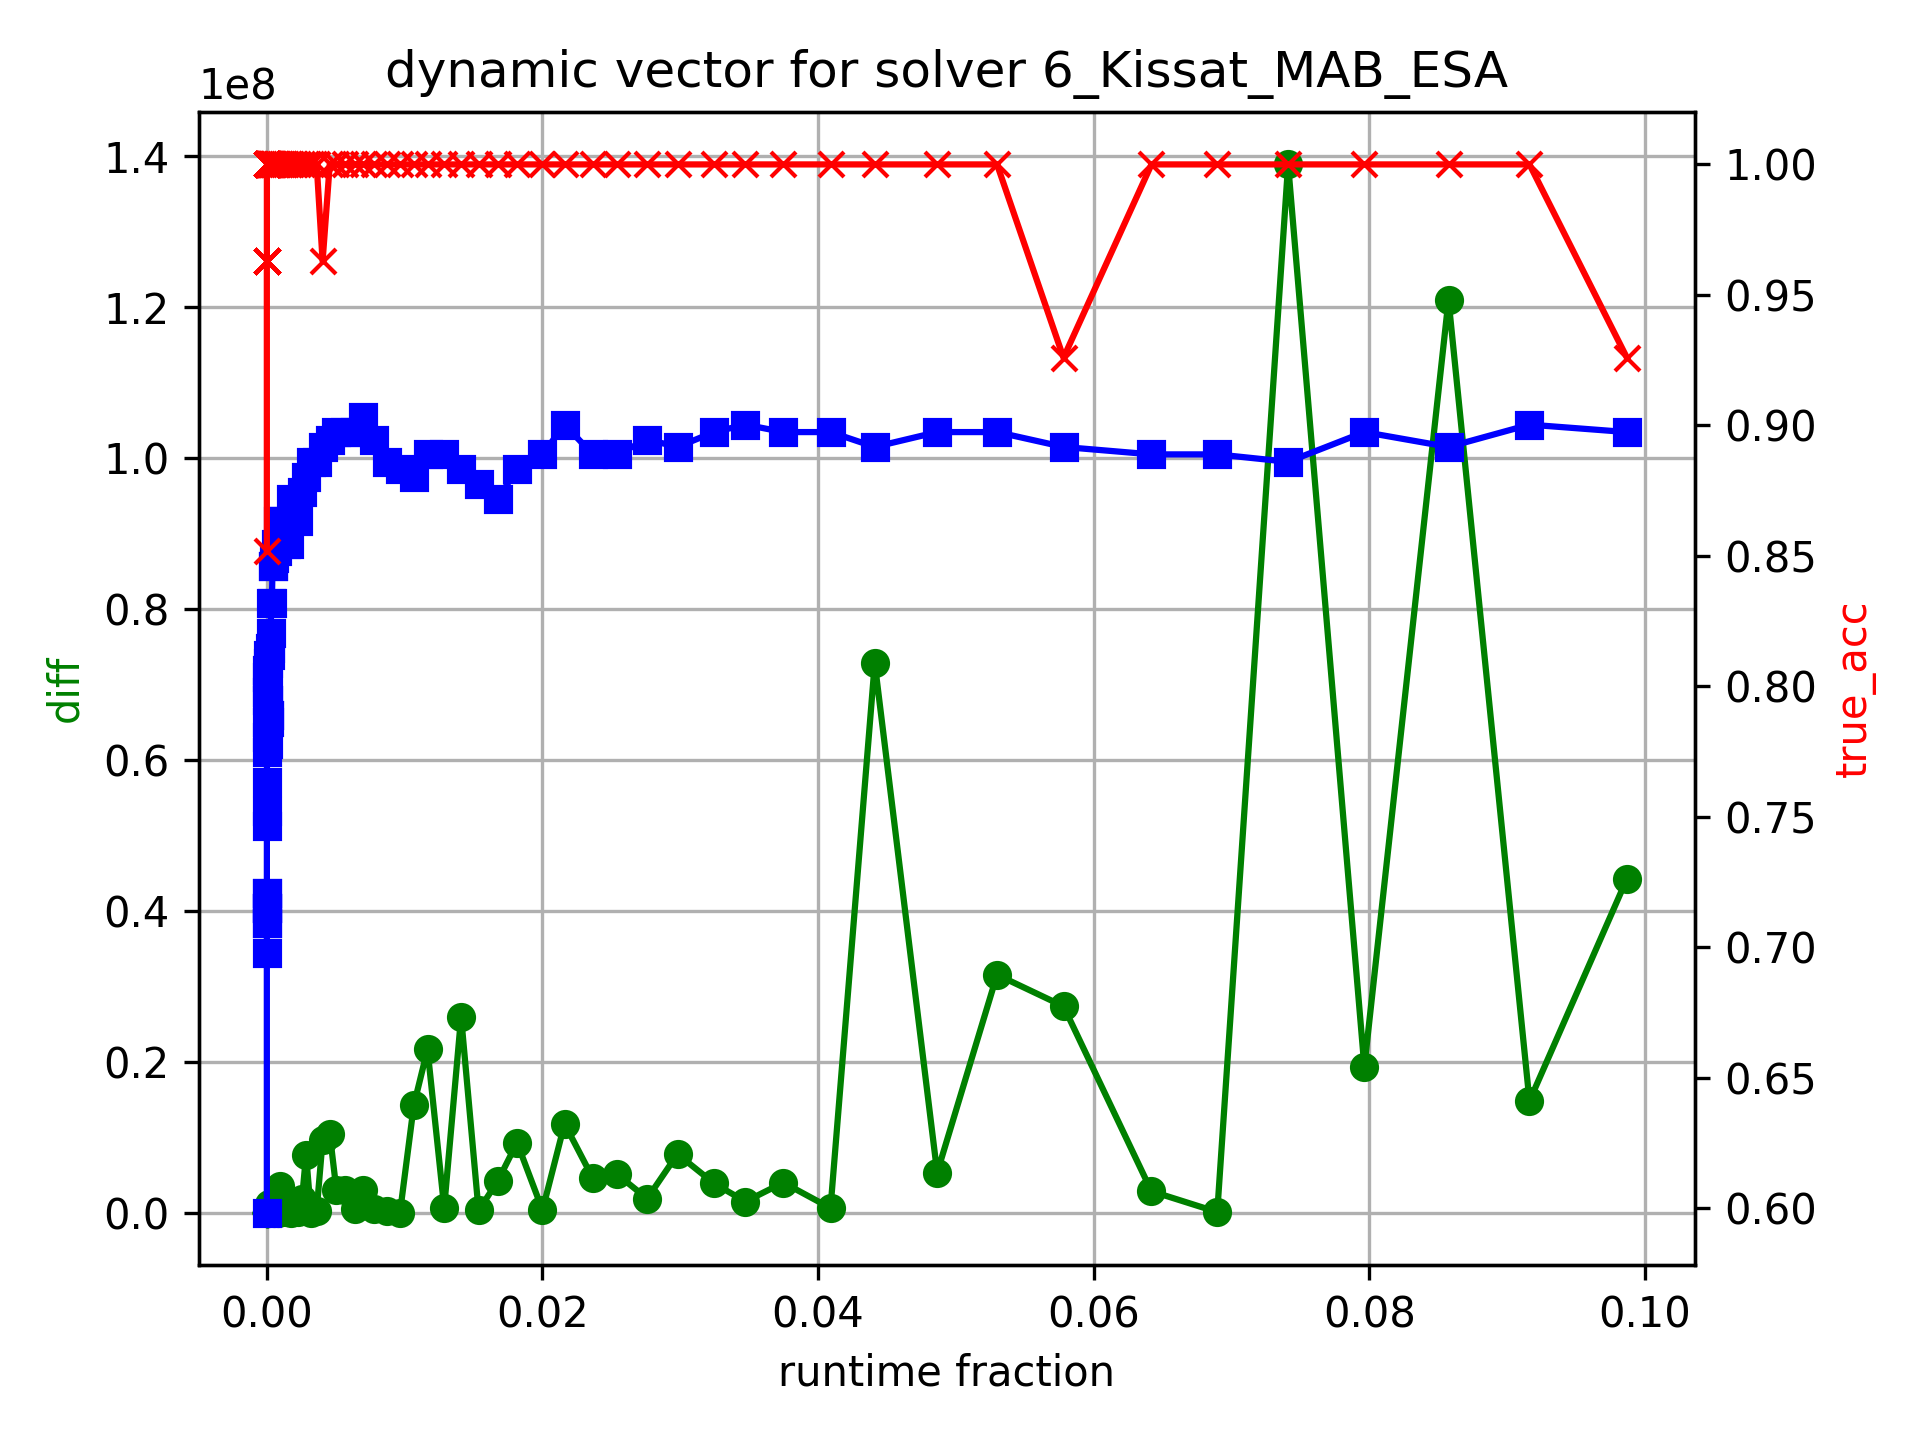 dynamic vector for solver 6_Kissat_MAB_ESA
1e8
1.4
1.2
1.0
0.8
0.6
0.4
0.2
0.0
diff
1.00
0.95
0.90
0.85
0.80
0.75
0.70
0.65
0.60
true_acc
0.00 0.02 0.04 0.06 0.08 0.10
runtime fraction